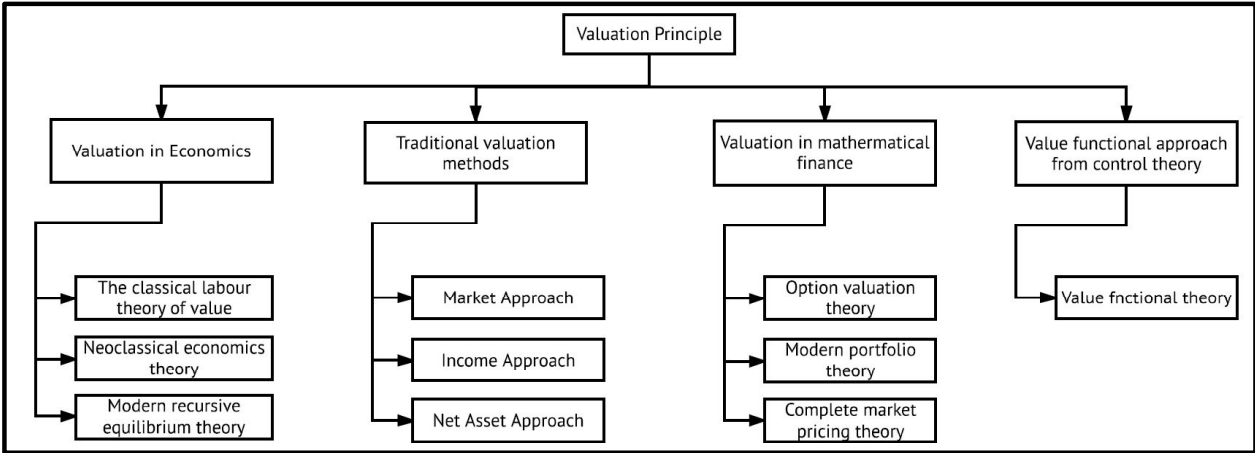 Valuation Principle
Valuation in Economics
Traditional valuation
methods
Valuation in mathermatical
finance
Value functional approach
from control theory
The classical labour
theory of value
Neoclassical economics
theory
Modern recursive
equilibrium theory
Market Approach
Income Approach
Net Asset Approach
Option valuation
theory
Modern portfolio
theory
Complete market
pricing theory
Value fnctional theory